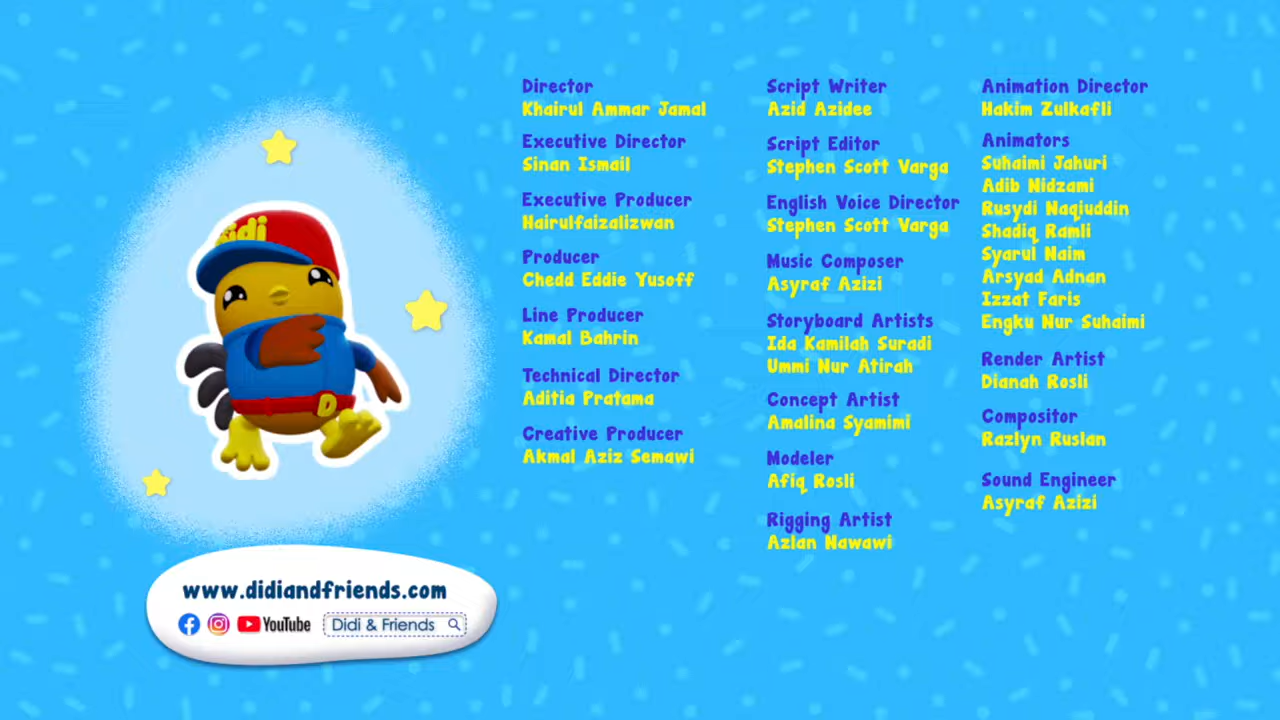 Didi
D
www.didiandfriends.com
YouTube
Didi & Friends
Director
Khairul Ammar Jamal
Executive Director
Sinan Ismail
Executive Producer
Hairulfaizalizwan
Producer
Chedd Eddie Yusoff
Line Producer
Kamal Bahrin
Technical Director
Aditia Pratama
Creative Producer
Akmal Aziz Semawi
Script Writer
Azid Azidee
Script Editor
Stephen Scott Varga
English Voice Director
Stephen Scott Varga
Music Composer
Asyraf Azizi
Storyboard Artists
Ida Kamilah Suradi
Ummi Nur Atirah
Concept Artist
Amalina Syamimi
Modeler
Afiq Rosli
Rigging Artist
Azlan Nawawi
Animation Director
Hakim Zulkafli
Animators
Suhaimi Jahuri
Adib Nidzami
Rusydi Naqiuddin
Shadiq Ramli
Syarul Naim
Arsyad Adnan
Izzat Faris
Engku Nur Suhaimi
Render Artist
Dianah Rosli
Compositor
Razlyn Ruslan
Sound Engineer
Asyraf Azizi